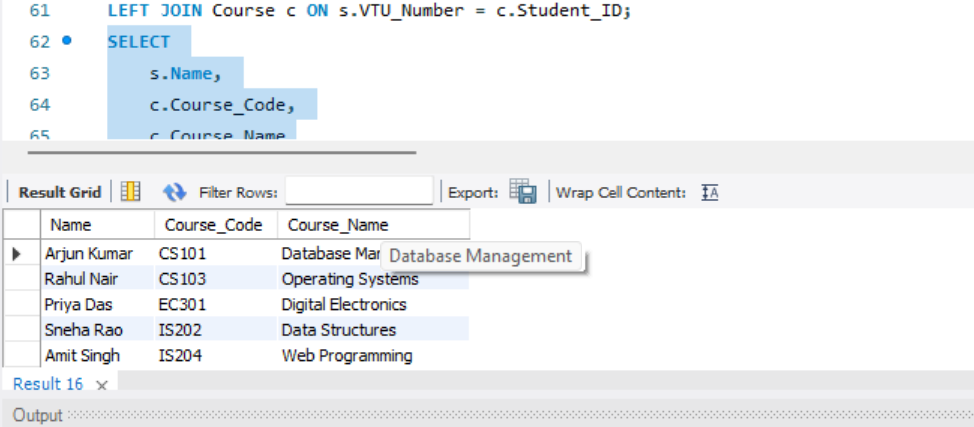 61 LEFT JOIN Course c ON s.VTU_Number = c.Student_ID;
62 SELECT
63 s.Name,
64 c.Course_Code,
65 c.Course_Name
Result Grid Filter Rows: Export: Wrap Cell Content: IA
Name Course_Code Course_Name
Arjun Kumar CS101 Database Man Database Management
Rahul Nair CS103 Operating Systems
Priya Das EC301 Digital Electronics
Sneha Rao IS202 Data Structures
Amit Singh IS204 Web Programming
Result 16 ×
Output